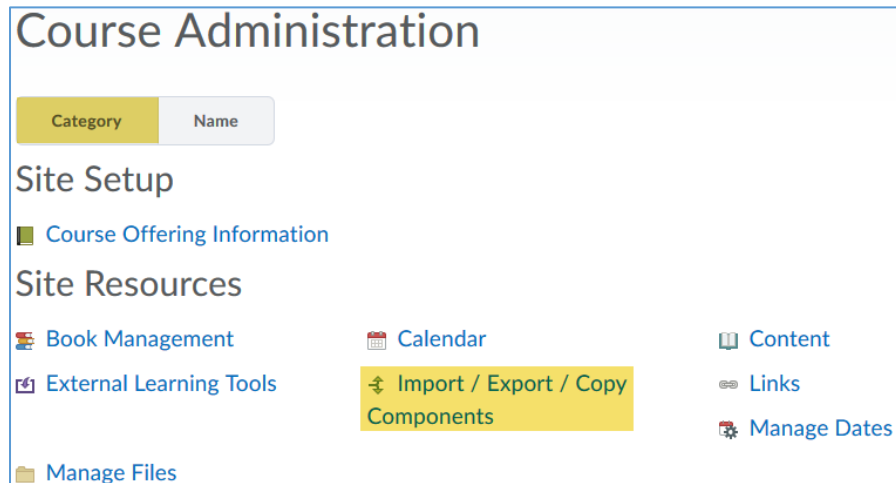 Course Administration
Category Name
Site Setup
Course Offering Information
Site Resources
Book Management Calendar Content
External Learning Tools Import / Export / Copy Links
Components
Manage Dates
Manage Files